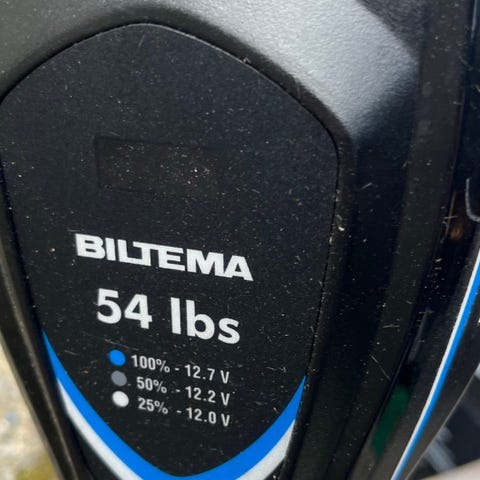 BILTEMA
54 lbs
100% - 12.7 V
50% - 12.2 V
25% - 12.0 V